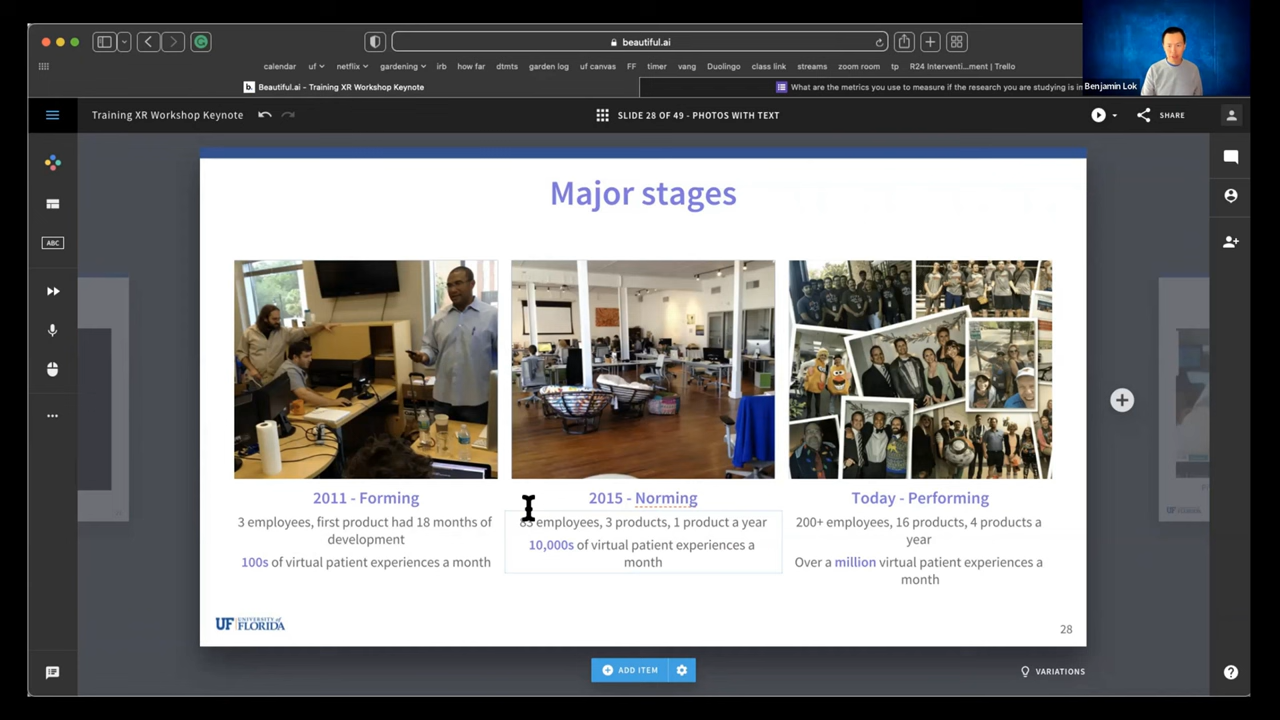 beautiful.ai
calendar
uf
netflix
gardening
irb
how far
dtmts
garden log
uf canvas
FF
timer
vang
Duolingo
class link
streams
zoom room
tp
R24 Interventi...ment | Trello
b. Beautiful.ai - Training XR Workshop Keynote
What are the metrics you use to measure if the research you are studying is in
Benjamin Lok
Training XR Workshop Keynote
SLIDE 28 OF 49 - PHOTOS WITH TEXT
SHARE
ABC
Major stages
2011 - Forming
3 employees, first product had 18 months of
development
100s of virtual patient experiences a month
2015 - Norming
employees, 3 products, 1 product a year
10,000s of virtual patient experiences a
month
Today - Performing
200+ employees, 16 products, 4 products a
year
Over a million virtual patient experiences a
month
UF UNIVERSITY of
FLORIDA
28
ADD ITEM
VARIATIONS